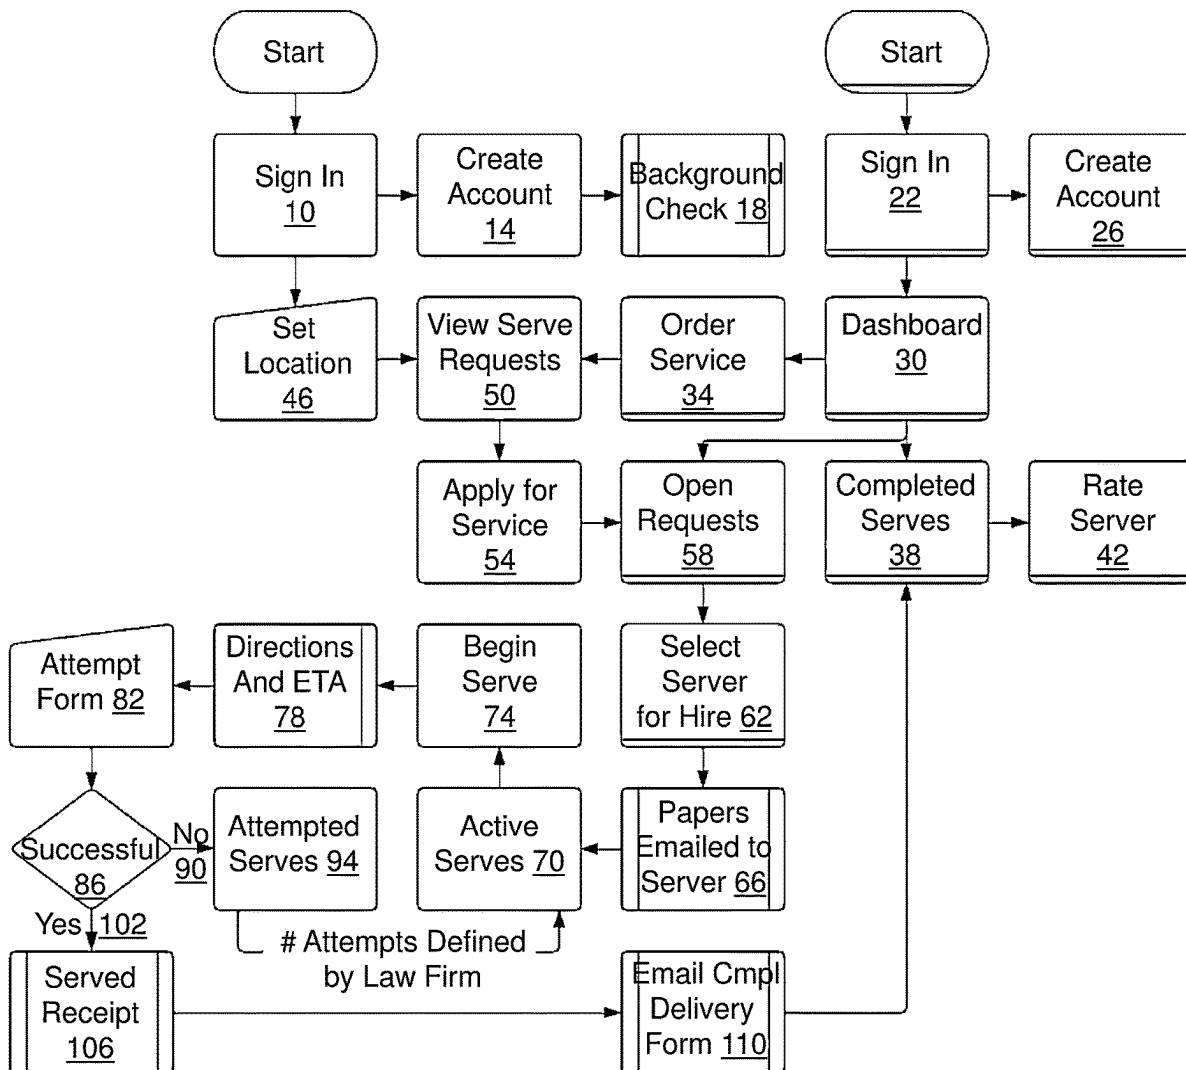 Start
Start
Sign In
10
Create
Account
14
Background
Check 18
Sign In
22
Create
Account
26
Set
Location
46
View Serve
Requests
50
Order
Service
34
Dashboard
30
Apply for
Service
54
Open
Requests
58
Completed
Serves
38
Rate
Server
42
Attempt
Form 82
Directions
And ETA
78
Begin
Serve
74
Select
Server
for Hire 62
Successful
86
No
90
Attempted
Serves 94
Active
Serves 70
Papers
Emailed to
Server 66
Yes 102
# Attempts Defined
by Law Firm
Served
Receipt
106
Email Cmpl
Delivery
Form 110